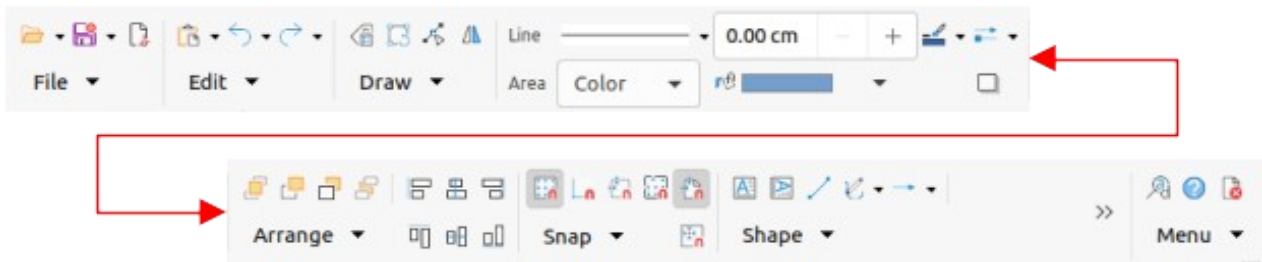 Line 0.00 cm − +
File Edit Draw Area Color
»
Arrange Snap Shape Menu